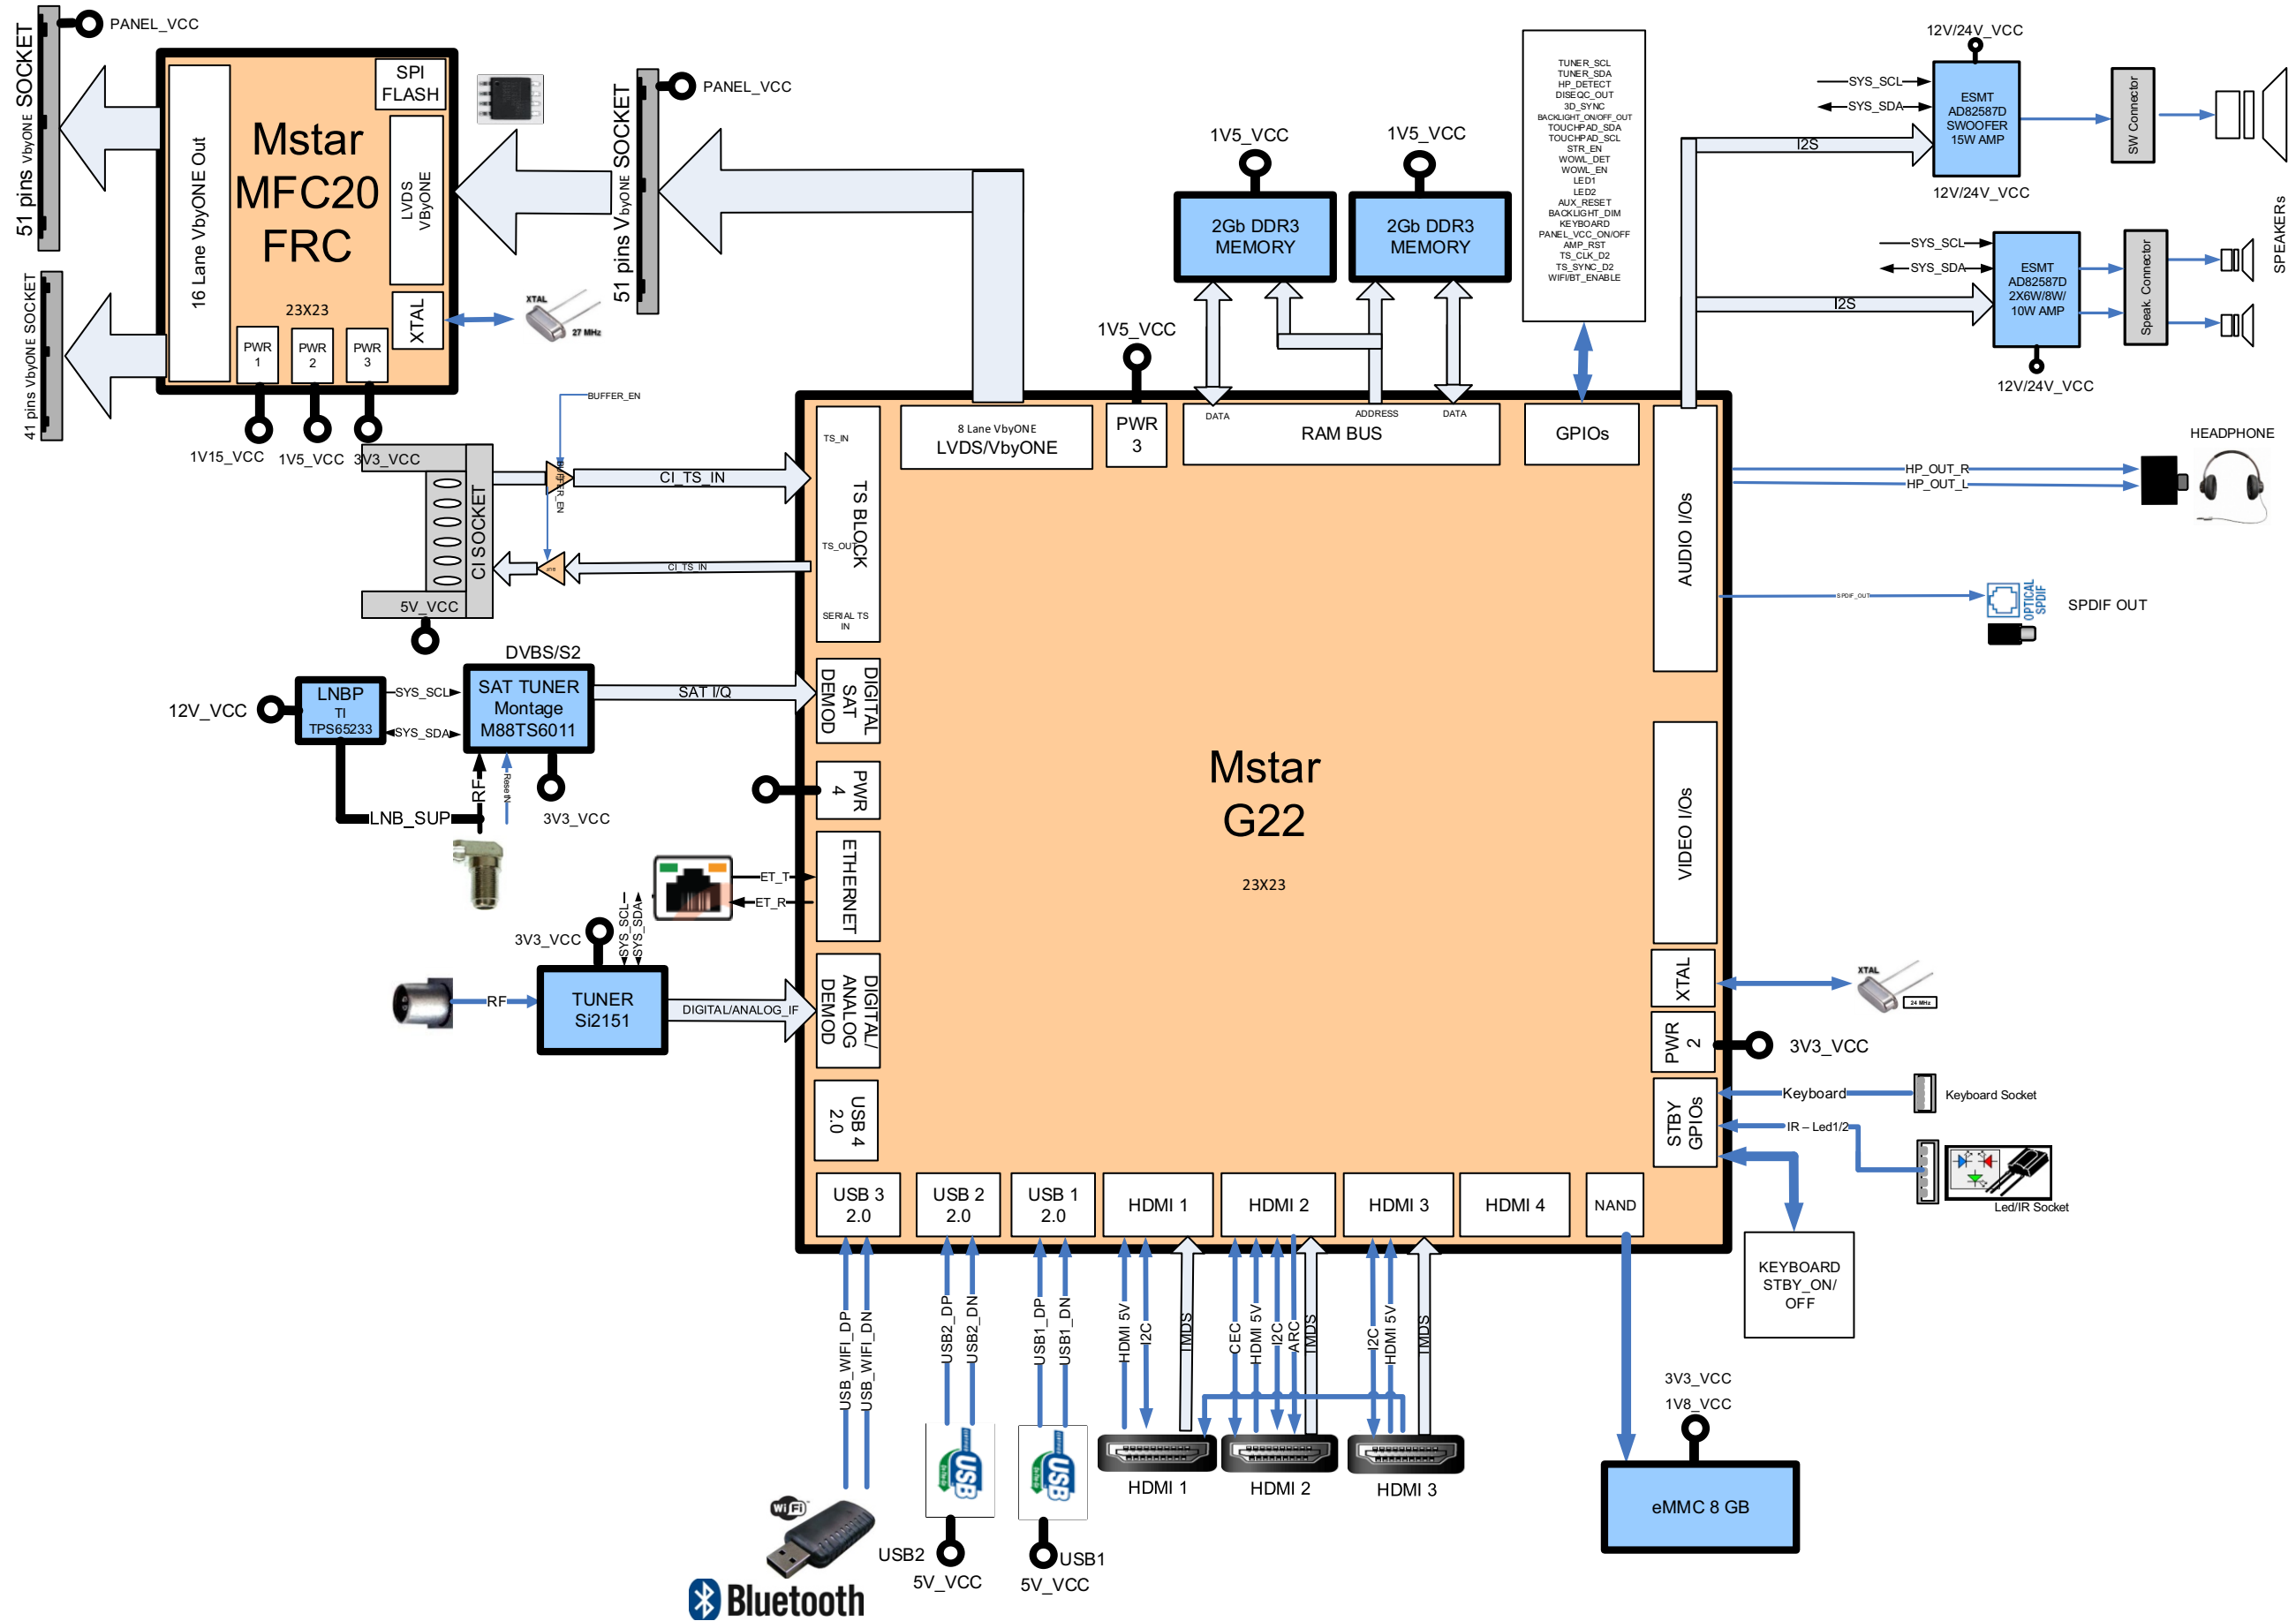 51 pins VbyONE SOCKET
PANEL_VCC
41 pins VbyONE SOCKET
16 Lane VbyONE Out
SPI
FLASH
Mstar
MFC20
FRC
23X23
LVDS
VByONE
XTAL
PWR
1
PWR
2
PWR
3
1V15_VCC
1V5_VCC
3V3_VCC
XTAL
27 MHz
51 pins VbyONE SOCKET
PANEL_VCC
1V5_VCC
1V5_VCC
2Gb DDR3
MEMORY
2Gb DDR3
MEMORY
1V5_VCC
TUNER_SCL
TUNER_SDA
HP_DETECT
DISEQC_OUT
3D_SYNC
BACKLIGHT_ON/OFF_OUT
TOUCHPAD_SDA
TOUCHPAD_SCL
STR_EN
WOWL_DET
WOWL_EN
LED1
LED2
AUX_RESET
BACKLIGHT_DIM
KEYBOARD
PANEL_VCC_ON/OFF
AMP_RST
TS_CLK_D2
TS_SYNC_D2
WIFI/BT_ENABLE
12V/24V_VCC
SYS_SCL
SYS_SDA
ESMT
AD82587D
SWOOFER
15W AMP
12V/24V_VCC
I2S
SW Connector
SPEAKERs
SYS_SCL
SYS_SDA
ESMT
AD82587D
2X6W/8W/
10W AMP
12V/24V_VCC
I2S
Speak. Connector
HEADPHONE
HP_OUT_R
HP_OUT_L
SPDIF_OUT
OPTICAL
SPDIF
SPDIF OUT
BUFFER_EN
BUFFER_EN
CI SOCKET
5V_VCC
CI_TS_IN
CI_TS_IN
TS_IN
TS_OUT
SERIAL TS
IN
TS BLOCK
8 Lane VbyONE
LVDS/VbyONE
PWR
3
DATA
ADDRESS
DATA
RAM BUS
GPIOs
AUDIO I/Os
DVBS/S2
12V_VCC
LNBP
TI
TPS65233
SYS_SCL
SYS_SDA
SAT TUNER
Montage
M88TS6011
SAT I/Q
DIGITAL
SAT
DEMOD
RF
LNB_SUP
3V3_VCC
PWR
4
ETHERNET
ET_T
ET_R
3V3_VCC
SYS_SCL
SYS_SDA
RF
TUNER
Si2151
DIGITAL/ANALOG_IF
DIGITAL/
ANALOG
DEMOD
Mstar
G22
23X23
VIDEO I/Os
XTAL
XTAL
24 MHz
PWR
2
3V3_VCC
STBY
GPIOs
Keyboard
Keyboard Socket
IR – Led1/2
Led/IR Socket
KEYBOARD
STBY_ON/
OFF
USB 4
2.0
USB 3
2.0
USB 2
2.0
USB 1
2.0
HDMI 1
HDMI 2
HDMI 3
HDMI 4
NAND
USB_WIFI_DP
USB_WIFI_DN
USB2_DP
USB2_DN
USB1_DP
USB1_DN
HDMI 5V
I2C
TMDS
CEC
HDMI 5V
I2C
ARC
TMDS
I2C
HDMI 5V
TMDS
WiFi
Bluetooth
USB
USB2
5V_VCC
USB
USB1
5V_VCC
HDMI 1
HDMI 2
HDMI 3
3V3_VCC
1V8_VCC
eMMC 8 GB